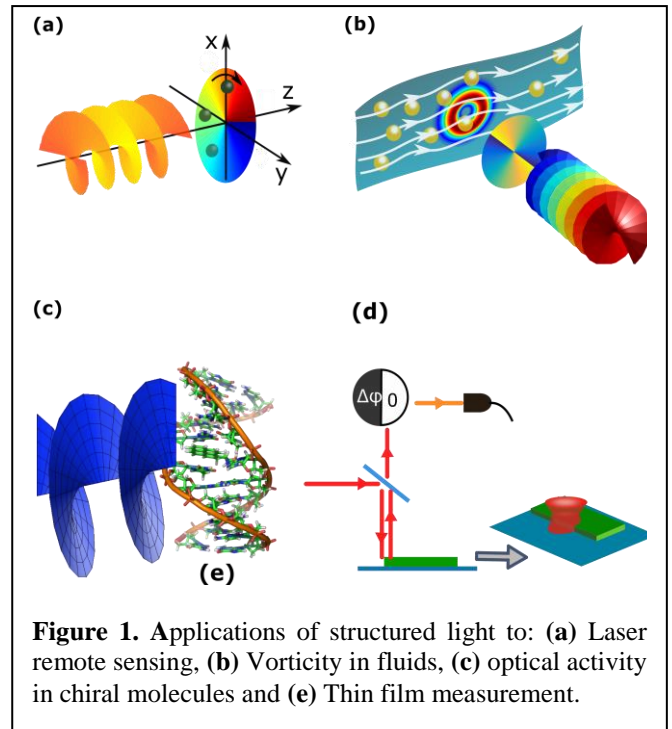 (a)
x
z
y
(b)
(c)
(e)
(d)
Δφ 0
Figure 1. Applications of structured light to: (a) Laser
remote sensing, (b) Vorticity in fluids, (c) optical activity
in chiral molecules and (e) Thin film measurement.